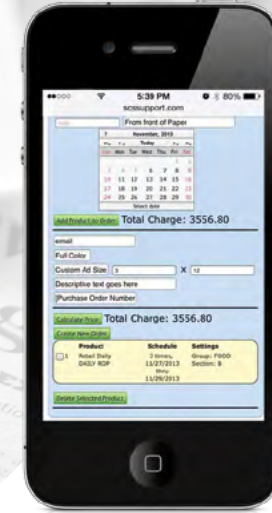 5:39 PM 80%
scssupport.com
From front of Paper
? November, 2013
Today
Sun Mon Tue Wed Thu Fri Sat
1 2
3 4 5 6 7 8 9
10 11 12 13 14 15 16
17 18 19 20 21 22 23
24 25 26 27 28 29 30
Select date
Add Product to Order Total Charge: 3556.80
email
Full Color
Custom Ad Size 3 X 12
Descriptive text goes here
Purchase Order Number
Calculate Price Total Charge: 3556.80
Create New Order
Product Schedule Settings
1 Retail Daily 3 times, Group: FOOD
DAILY ROP 11/27/2013 Section: B
thru
11/29/2013
Delete Selected Product